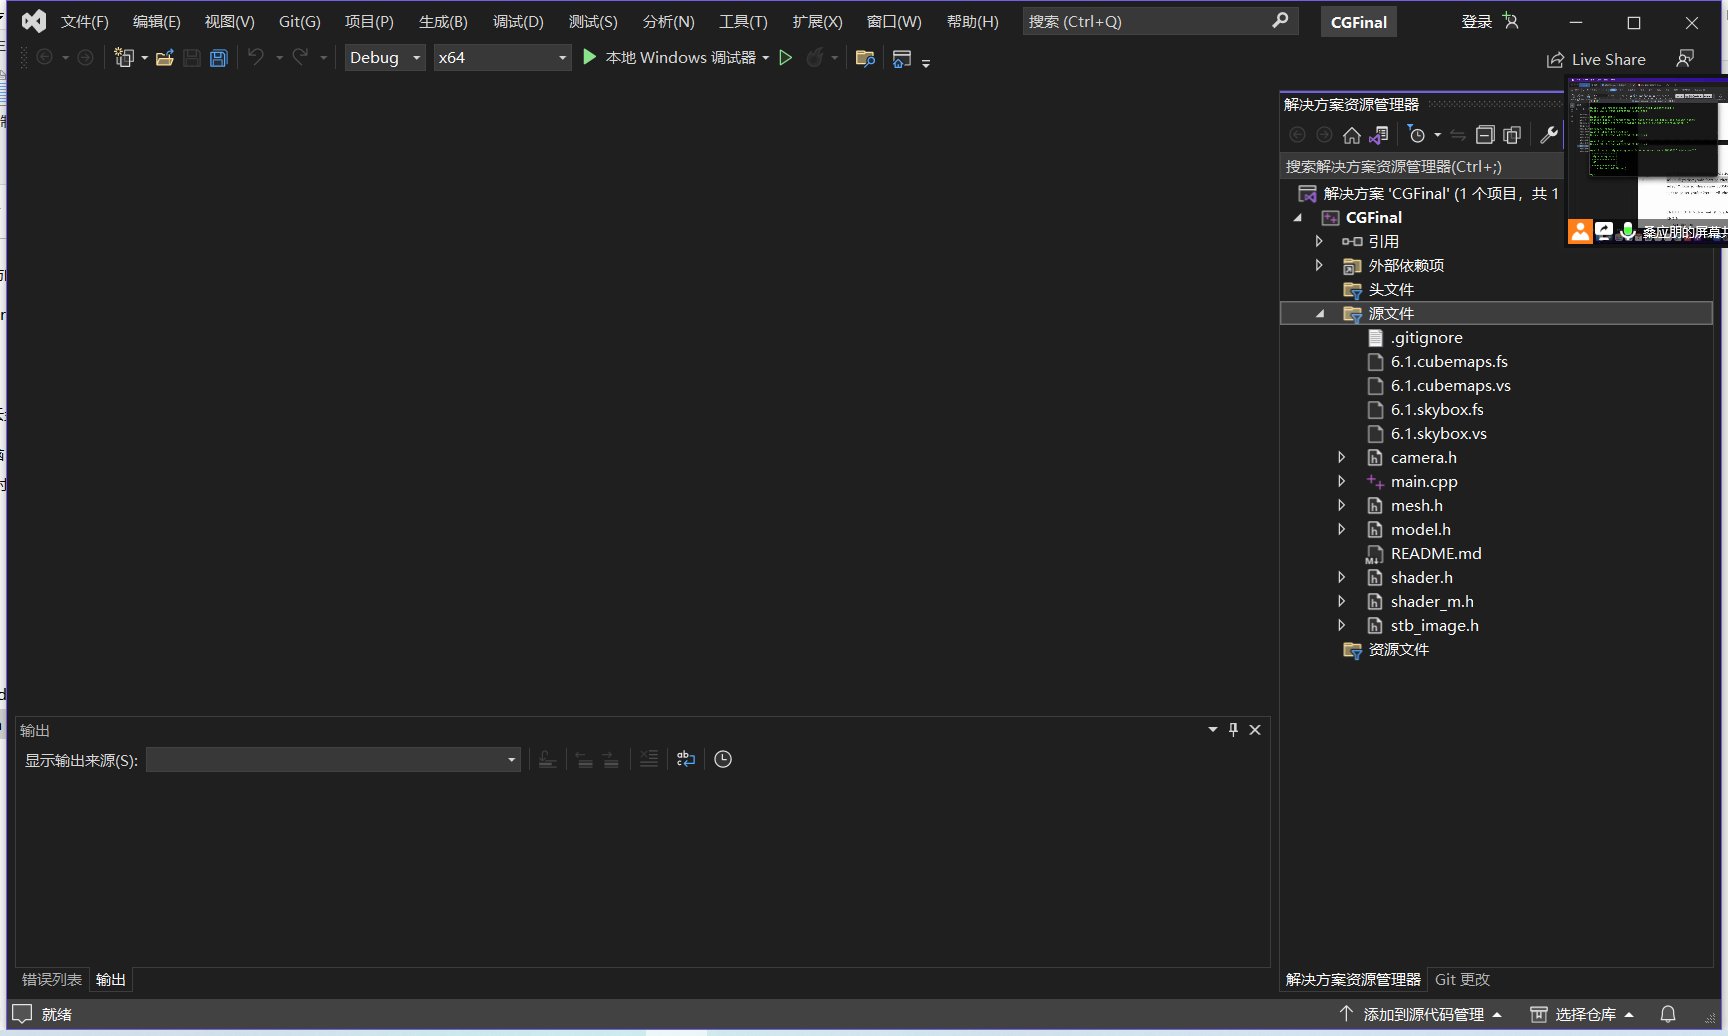 文件(F) 编辑(E) 视图(V) Git(G) 项目(P) 生成(B) 调试(D) 测试(S) 分析(N) 工具(T) 扩展(X) 窗口(W) 帮助(H) 搜索 (Ctrl+Q) CGFinal 登录
Debug x64 本地 Windows 调试器 Live Share
解决方案资源管理器
搜索解决方案资源管理器(Ctrl+;)
解决方案 'CGFinal' (1 个项目，共 1
CGFinal
引用
外部依赖项
头文件
源文件
.gitignore
6.1.cubemaps.fs
6.1.cubemaps.vs
6.1.skybox.fs
6.1.skybox.vs
camera.h
main.cpp
mesh.h
model.h
README.md
shader.h
shader_m.h
stb_image.h
资源文件
输出
显示输出来源(S):
错误列表 输出
解决方案资源管理器 Git 更改
就绪
添加到源代码管理 选择仓库